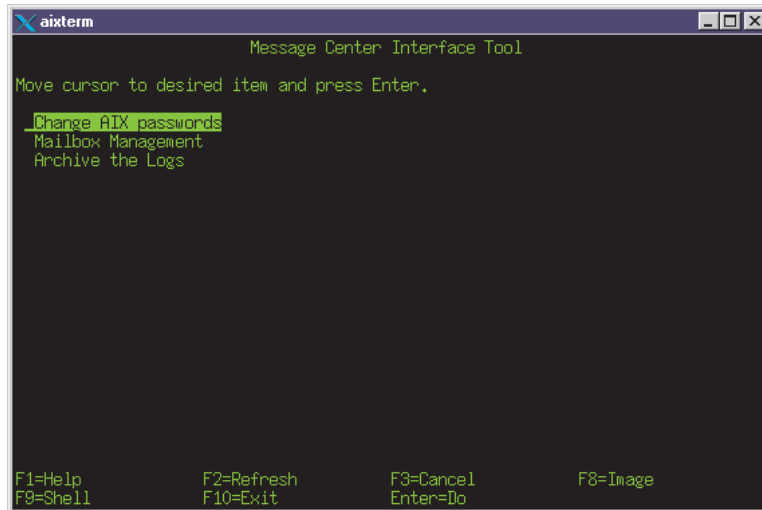 aixterm
Message Center Interface Tool
Move cursor to desired item and press Enter.
Change AIX passwords
Mailbox Management
Archive the Logs
F1=Help F2=Refresh F3=Cancel F8=Image
F9=Shell F10=Exit Enter=Do